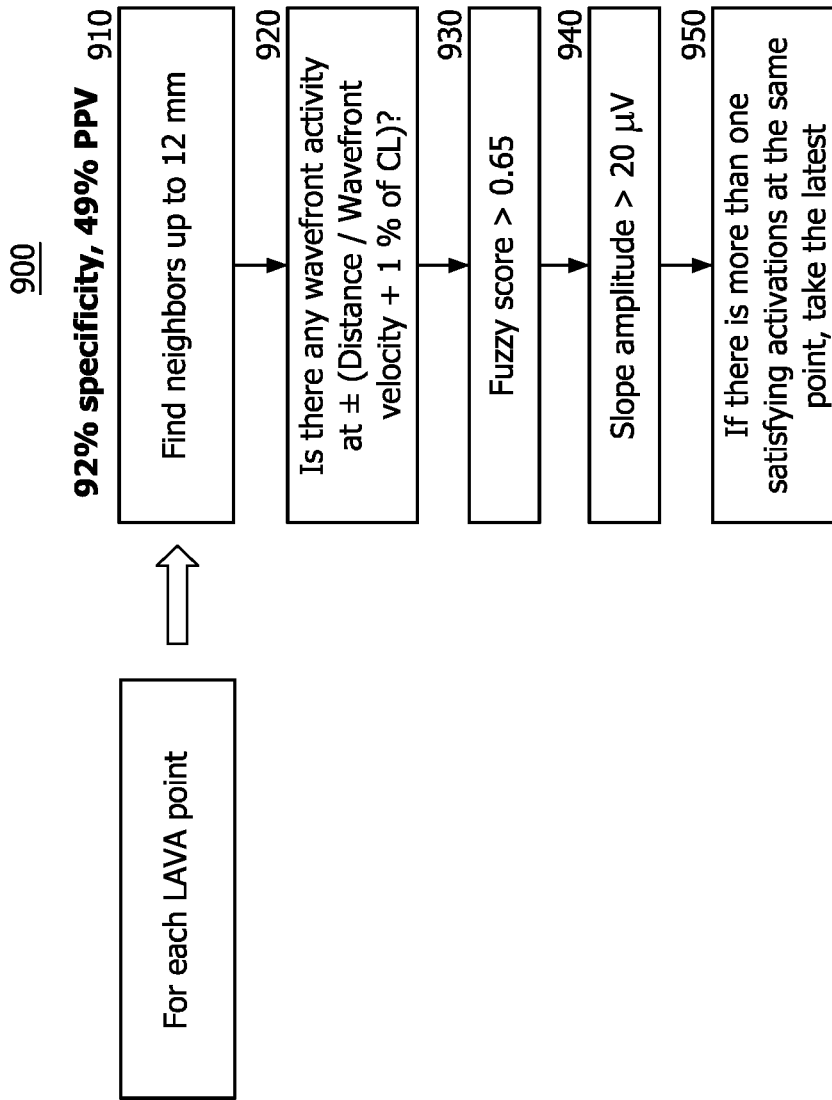 900
92% specificity, 49% PPV
For each LAVA point
910
Find neighbors up to 12 mm
920
Is there any wavefront activity
at ± (Distance / Wavefront
velocity + 1 % of CL)?
930
Fuzzy score > 0.65
940
Slope amplitude > 20 µV
950
If there is more than one
satisfying activations at the same
point, take the latest